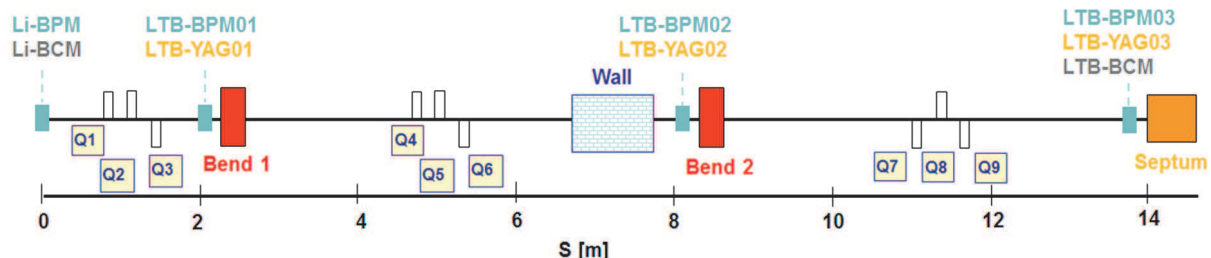 Li-BPM
Li-BCM
LTB-BPM01
LTB-YAG01
LTB-BPM02
LTB-YAG02
LTB-BPM03
LTB-YAG03
LTB-BCM
Wall
Q1
Q2
Q3
Bend 1
Q4
Q5
Q6
Bend 2
Q7
Q8
Q9
Septum
0 2 4 6 8 10 12 14
S [m]